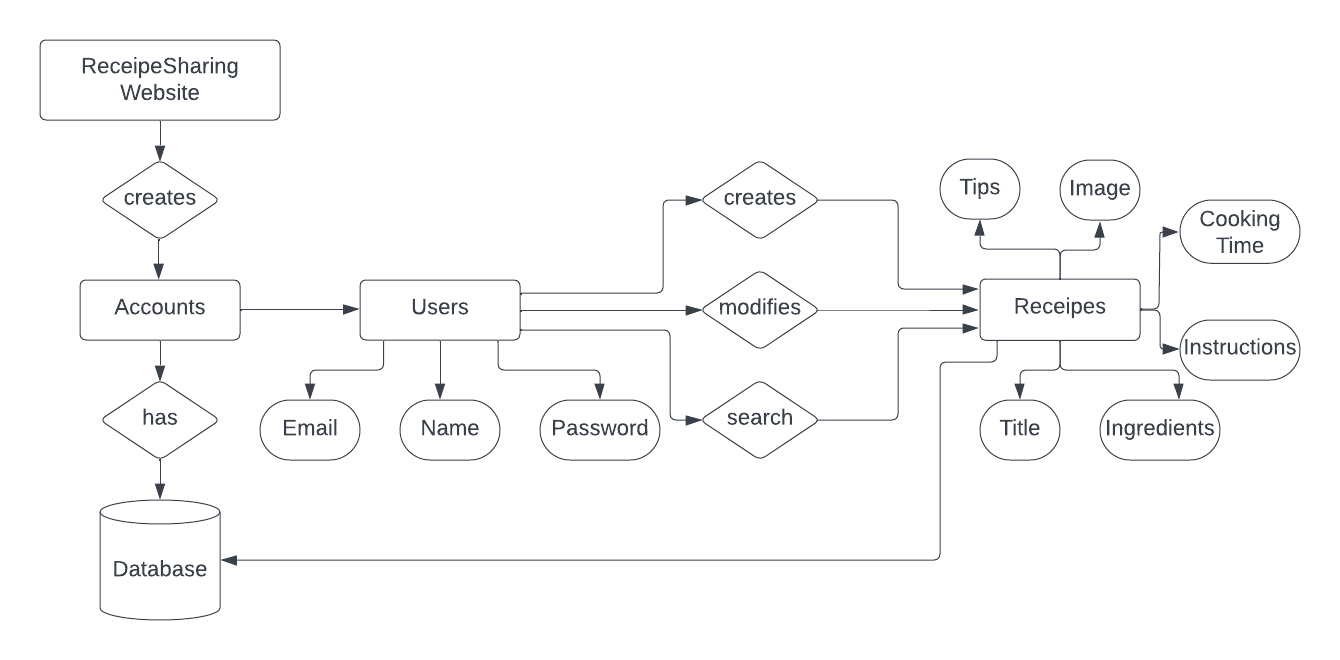 ReceipeSharing
Website
creates
Accounts
has
Database
Users
Email
Name
Password
creates
modifies
search
Tips
Image
Cooking
Time
Receipes
Instructions
Title
Ingredients